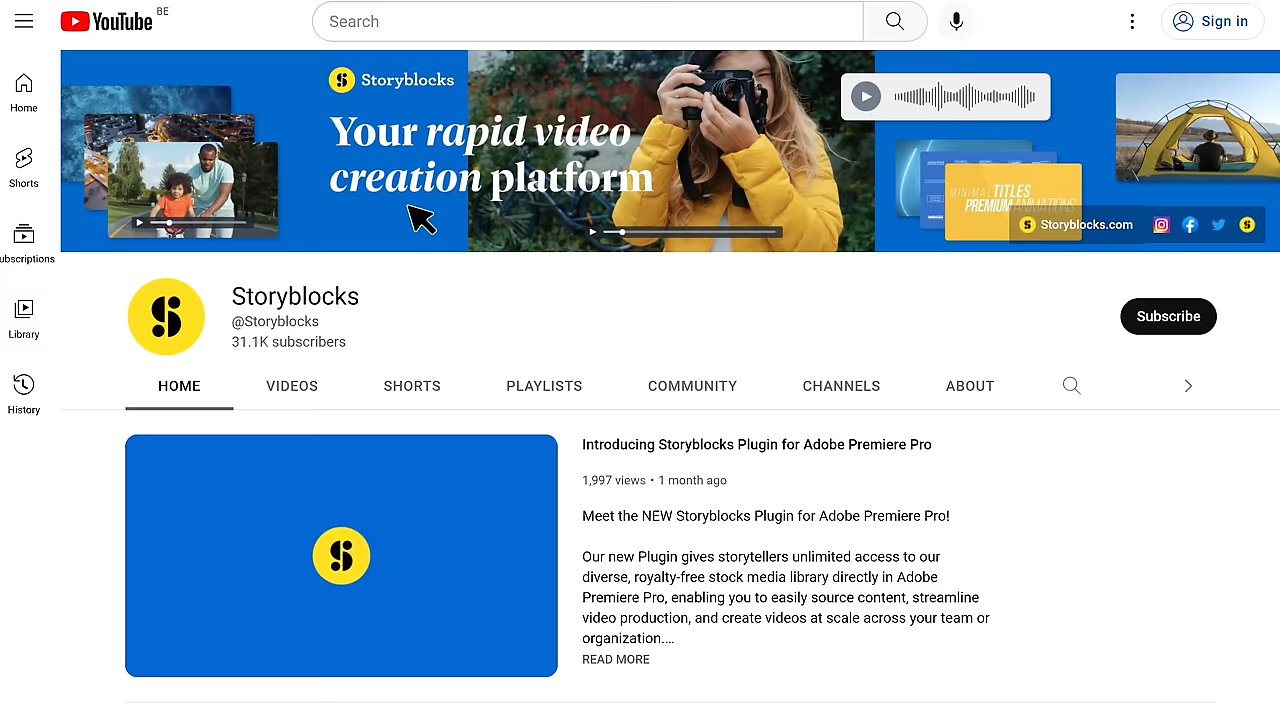 YouTube BE
Search
Sign in
Home
Shorts
ubscriptions
Library
History
Storyblocks
Your rapid video
creation platform
MINIMAL TITLES
PREMIUM ANIMATIONS
Storyblocks.com
Storyblocks
@Storyblocks
31.1K subscribers
Subscribe
HOME VIDEOS SHORTS PLAYLISTS COMMUNITY CHANNELS ABOUT
Introducing Storyblocks Plugin for Adobe Premiere Pro
1,997 views • 1 month ago
Meet the NEW Storyblocks Plugin for Adobe Premiere Pro!
Our new Plugin gives storytellers unlimited access to our
diverse, royalty-free stock media library directly in Adobe
Premiere Pro, enabling you to easily source content, streamline
video production, and create videos at scale across your team or
organization....
READ MORE